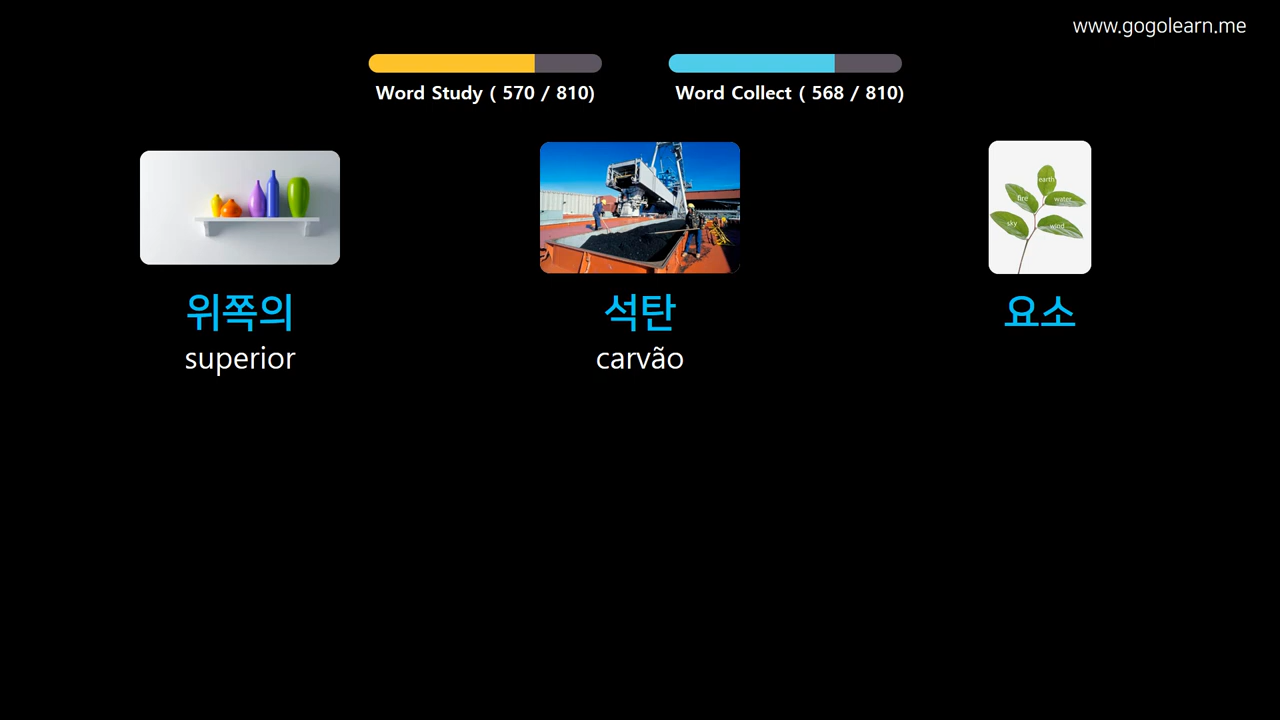 www.gogolearn.me
Word Study ( 570 / 810)
Word Collect ( 568 / 810)
earth
fire
water
sky
wind
위쪽의
석탄
요소
superior
carvão